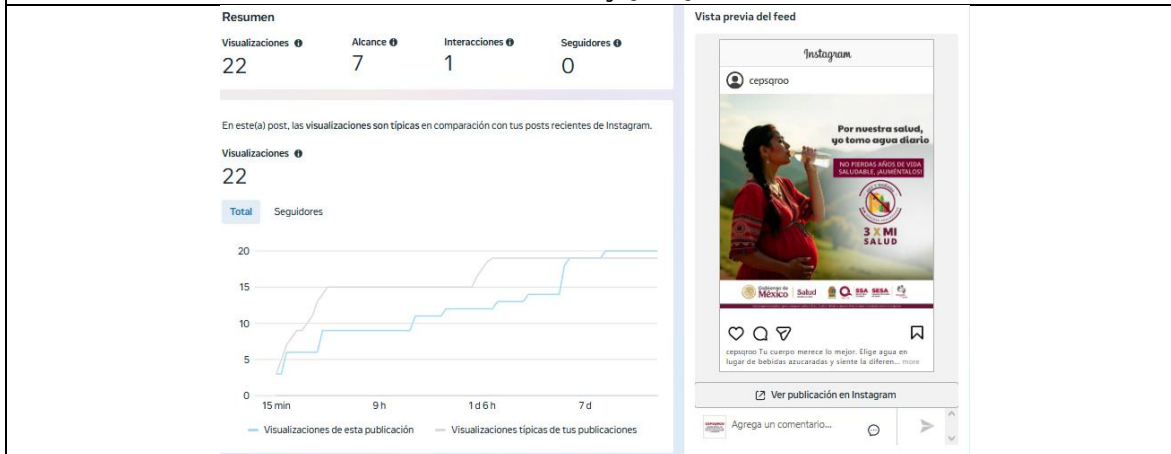 Resumen
Visualizaciones Alcance Interacciones Seguidores
22 7 1 0
En este(a) post, las visualizaciones son típicas en comparación con tus posts recientes de Instagram.
Visualizaciones
22
Total Seguidores
20
15
10
5
0
15 min 9 h 1 d 6 h 7 d
Visualizaciones de esta publicación Visualizaciones típicas de tus publicaciones
Vista previa del feed
Instagram
cepsqroo
Por nuestra salud,
yo tomo agua diario
NO PIERDAS AÑOS DE VIDA
SALUDABLE, ¡AUMÉNTALOS!
3 X MI
SALUD
Gobierno de
México Salud SSA SESA
cepsqroo Tu cuerpo merece lo mejor. Elige agua en
lugar de bebidas azucaradas y siente la diferen... more
Ver publicación en Instagram
Agrega un comentario...